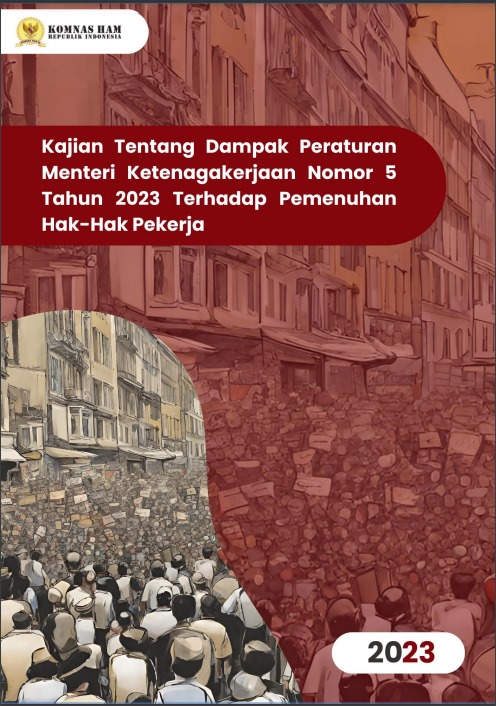 KOMNAS HAM
REPUBLIK INDONESIA
Kajian Tentang Dampak Peraturan
Menteri Ketenagakerjaan Nomor 5
Tahun 2023 Terhadap Pemenuhan
Hak-Hak Pekerja
2023